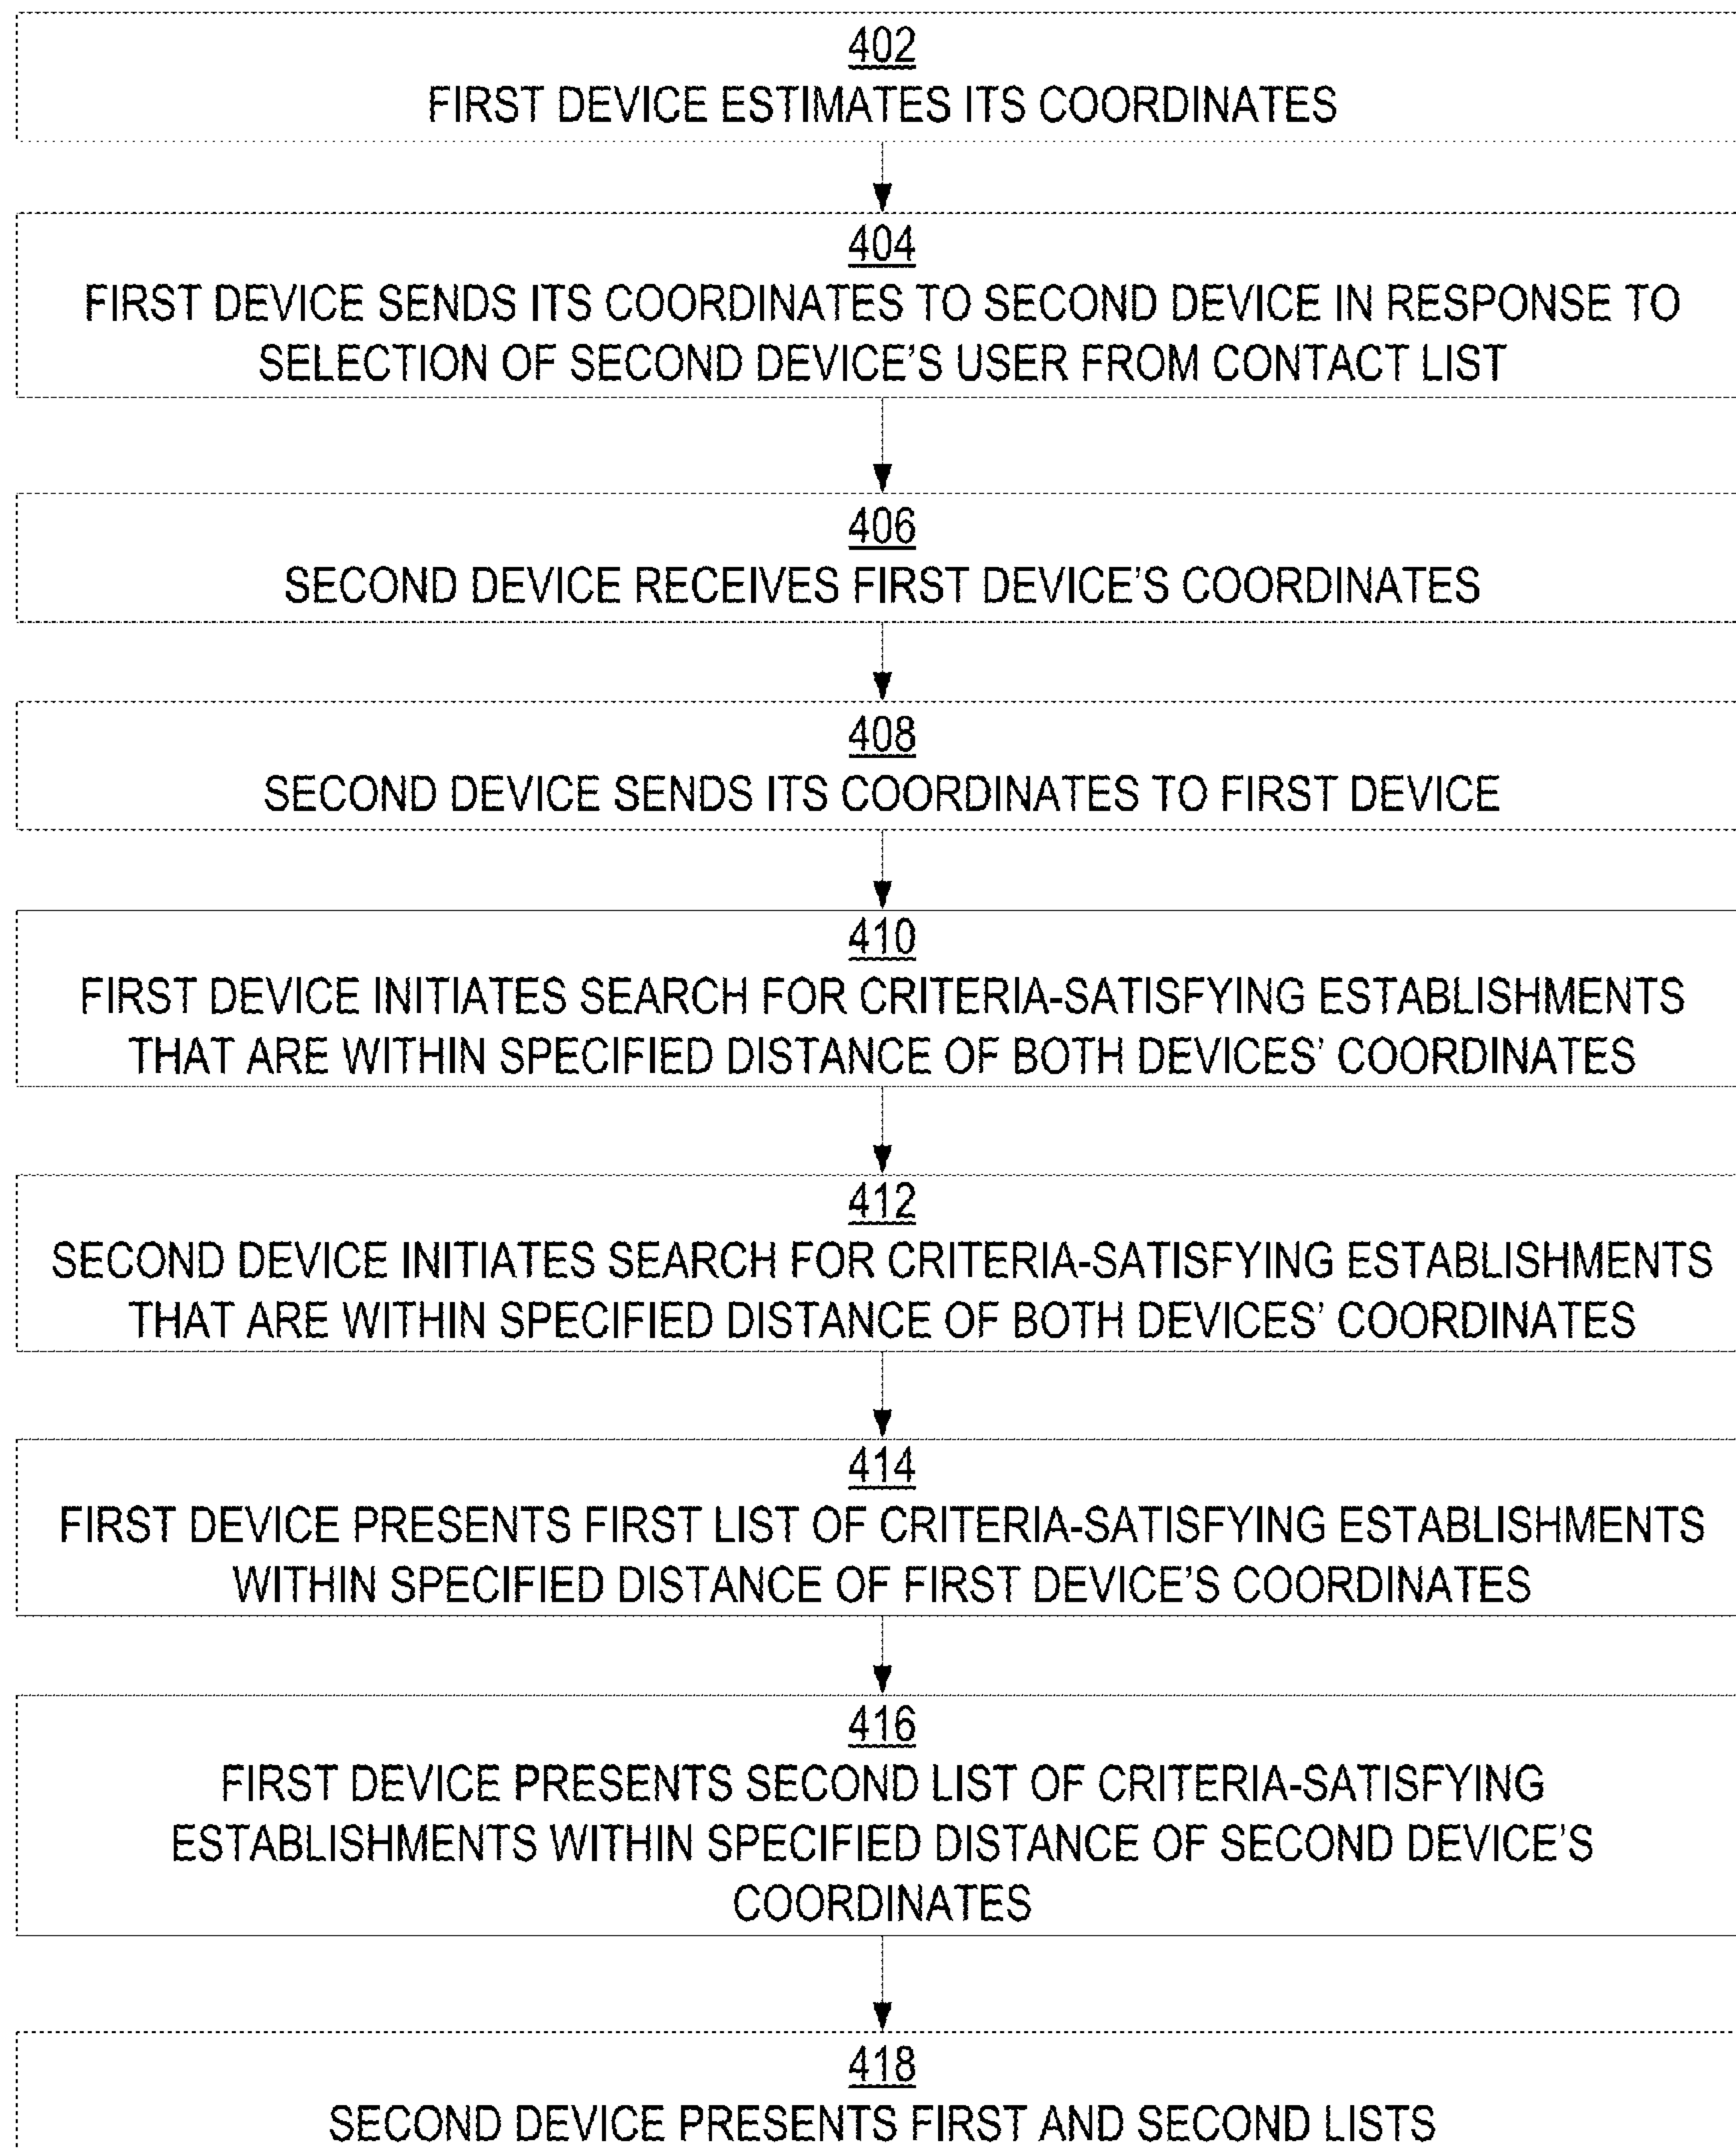 402
FIRST DEVICE ESTIMATES ITS COORDINATES
404
FIRST DEVICE SENDS ITS COORDINATES TO SECOND DEVICE IN RESPONSE TO
SELECTION OF SECOND DEVICE'S USER FROM CONTACT LIST
406
SECOND DEVICE RECEIVES FIRST DEVICE'S COORDINATES
408
SECOND DEVICE SENDS ITS COORDINATES TO FIRST DEVICE
410
FIRST DEVICE INITIATES SEARCH FOR CRITERIA-SATISFYING ESTABLISHMENTS
THAT ARE WITHIN SPECIFIED DISTANCE OF BOTH DEVICES' COORDINATES
412
SECOND DEVICE INITIATES SEARCH FOR CRITERIA-SATISFYING ESTABLISHMENTS
THAT ARE WITHIN SPECIFIED DISTANCE OF BOTH DEVICES' COORDINATES
414
FIRST DEVICE PRESENTS FIRST LIST OF CRITERIA-SATISFYING ESTABLISHMENTS
WITHIN SPECIFIED DISTANCE OF FIRST DEVICE'S COORDINATES
416
FIRST DEVICE PRESENTS SECOND LIST OF CRITERIA-SATISFYING
ESTABLISHMENTS WITHIN SPECIFIED DISTANCE OF SECOND DEVICE'S
COORDINATES
418
SECOND DEVICE PRESENTS FIRST AND SECOND LISTS